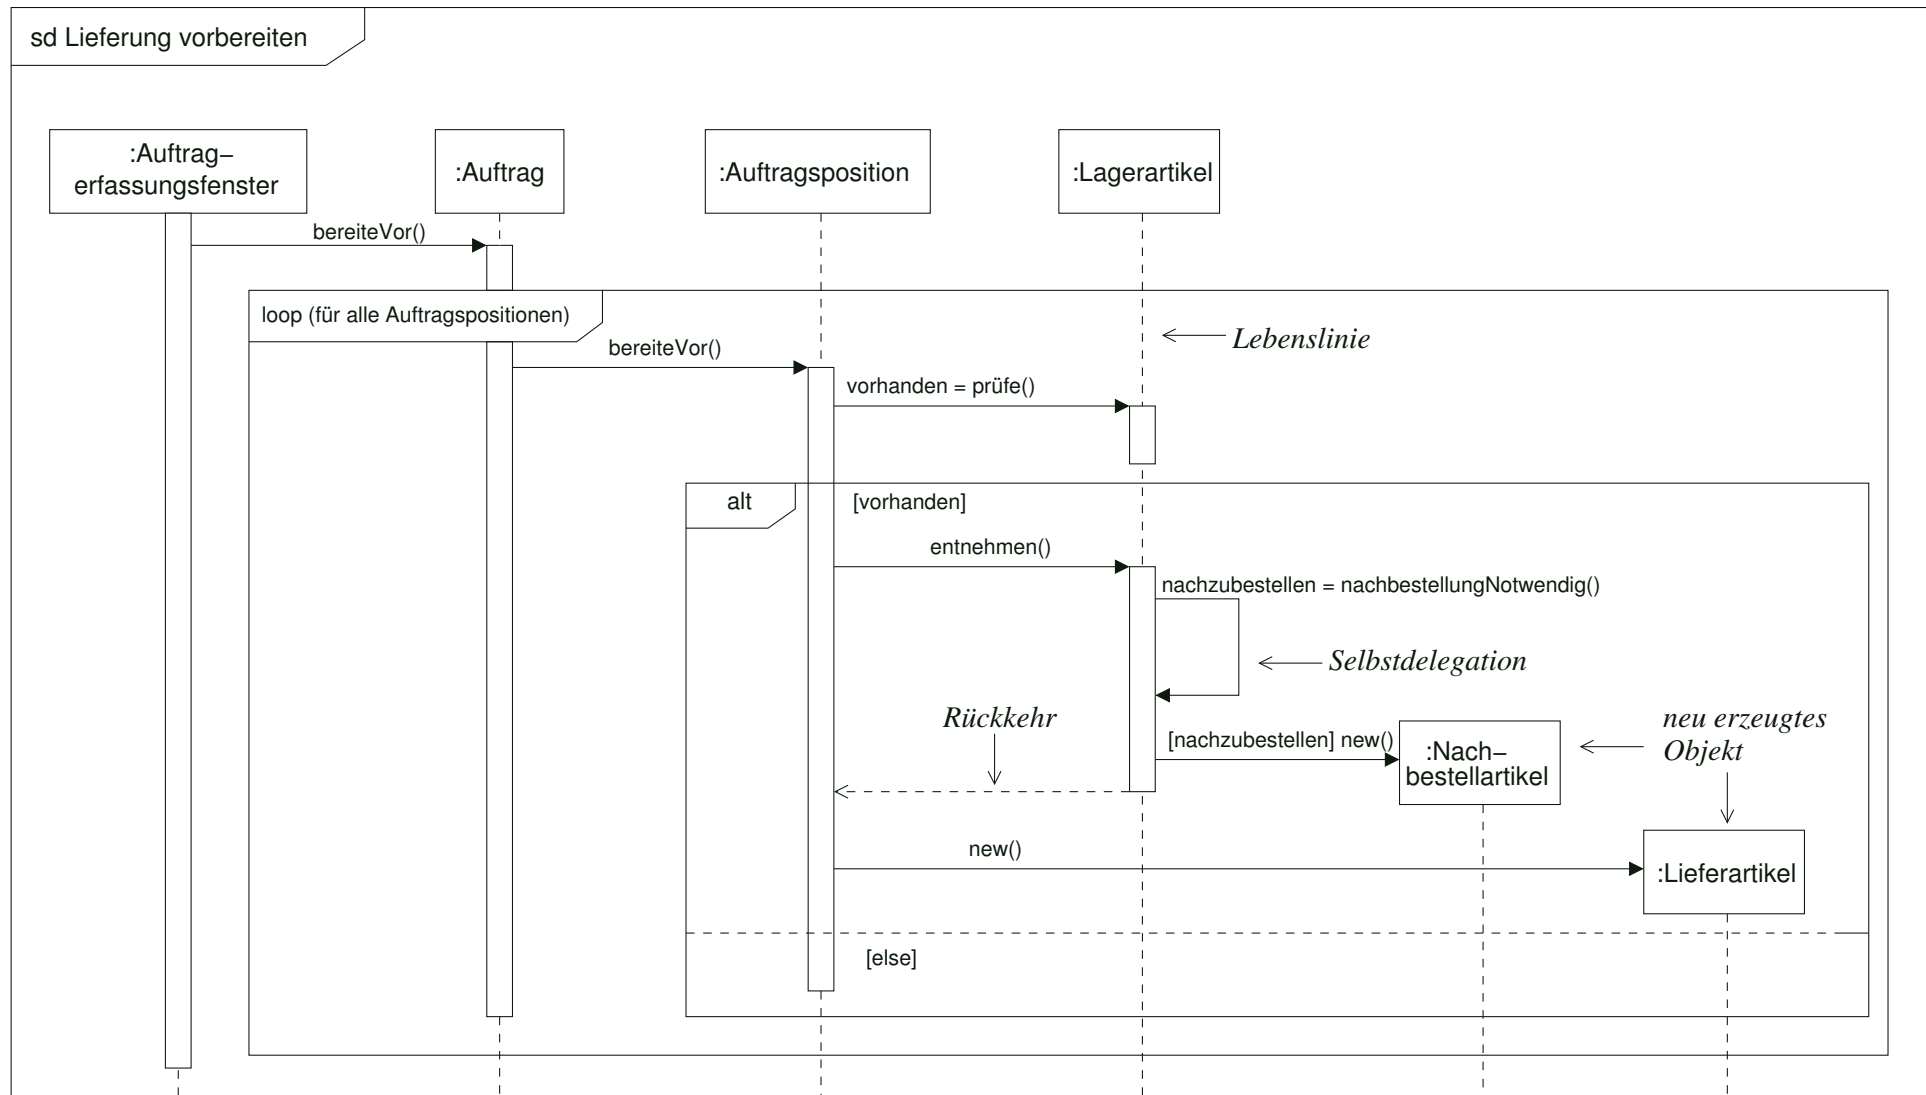 sd Lieferung vorbereiten
:Auftrag–
erfassungsfenster
:Auftrag
:Auftragsposition
:Lagerartikel
bereiteVor()
loop (für alle Auftragspositionen)
Lebenslinie
bereiteVor()
vorhanden = prüfe()
alt
[vorhanden]
entnehmen()
nachzubestellen = nachbestellungNotwendig()
Selbstdelegation
Rückkehr
neu erzeugtes
Objekt
[nachzubestellen] new()
:Nach–
bestellartikel
new()
:Lieferartikel
[else]